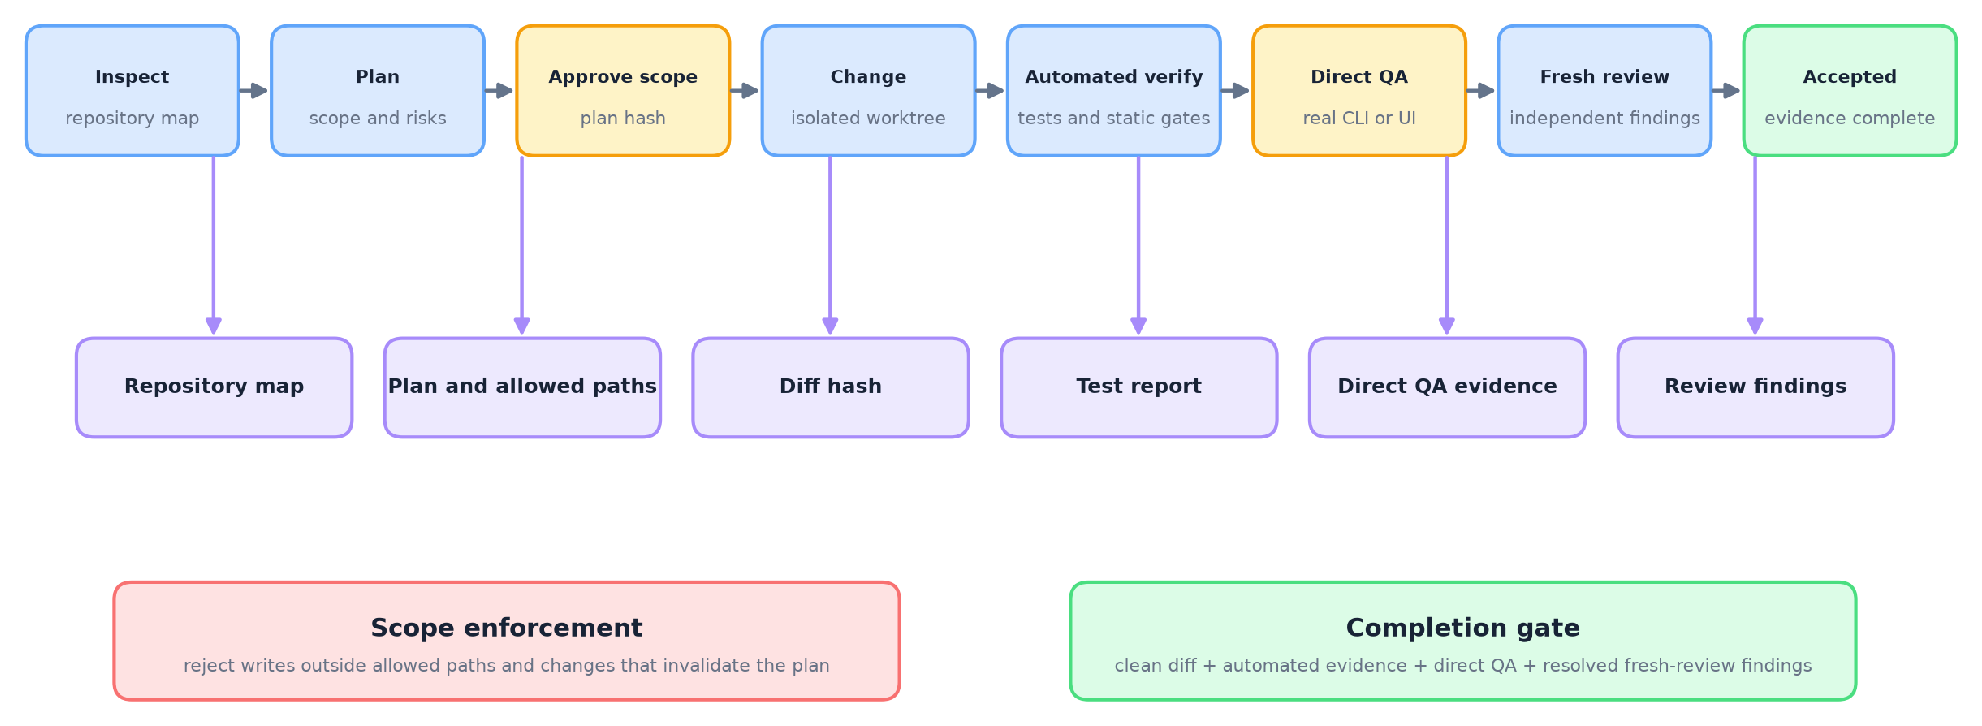 Inspect
repository map
Plan
scope and risks
Approve scope
plan hash
Change
isolated worktree
Automated verify
tests and static gates
Direct QA
real CLI or UI
Fresh review
independent findings
Accepted
evidence complete
Repository map
Plan and allowed paths
Diff hash
Test report
Direct QA evidence
Review findings
Scope enforcement
reject writes outside allowed paths and changes that invalidate the plan
Completion gate
clean diff + automated evidence + direct QA + resolved fresh-review findings